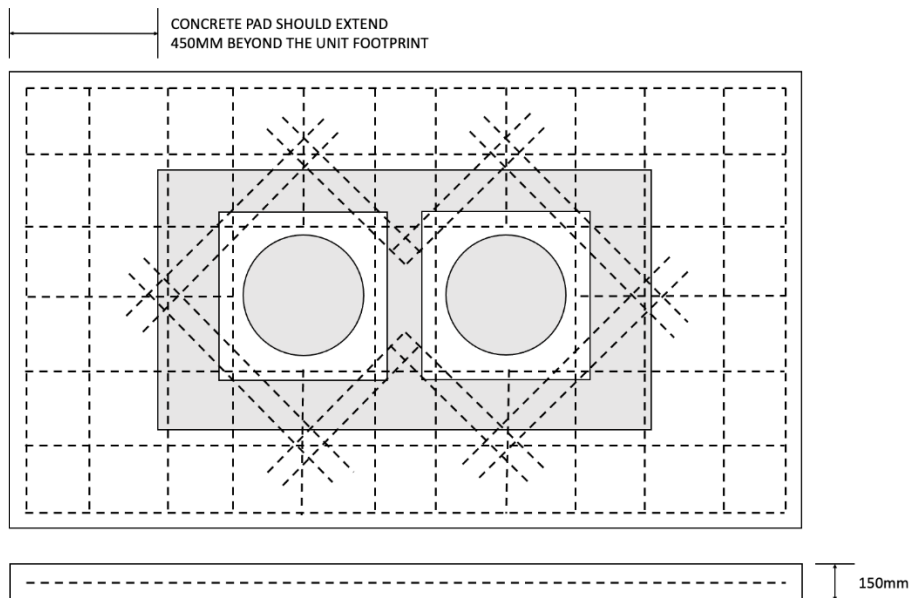 CONCRETE PAD SHOULD EXTEND
450MM BEYOND THE UNIT FOOTPRINT
150mm